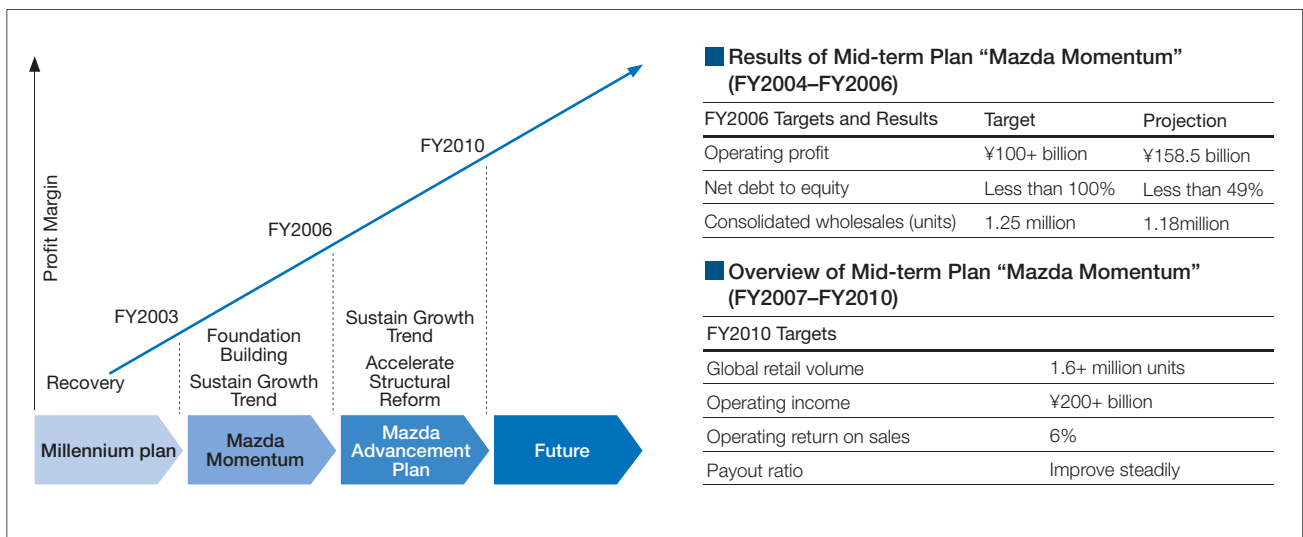 Profit Margin
FY2010
FY2006
FY2003
Recovery
Foundation
Building
Sustain Growth
Trend
Sustain Growth
Trend
Accelerate
Structural
Reform
Millennium plan
Mazda
Momentum
Mazda
Advancement
Plan
Future
Results of Mid-term Plan “Mazda Momentum”
(FY2004–FY2006)
FY2006 Targets and Results Target Projection
Operating profit ¥100+ billion ¥158.5 billion
Net debt to equity Less than 100% Less than 49%
Consolidated wholesales (units) 1.25 million 1.18million
Overview of Mid-term Plan “Mazda Momentum”
(FY2007–FY2010)
FY2010 Targets
Global retail volume 1.6+ million units
Operating income ¥200+ billion
Operating return on sales 6%
Payout ratio Improve steadily